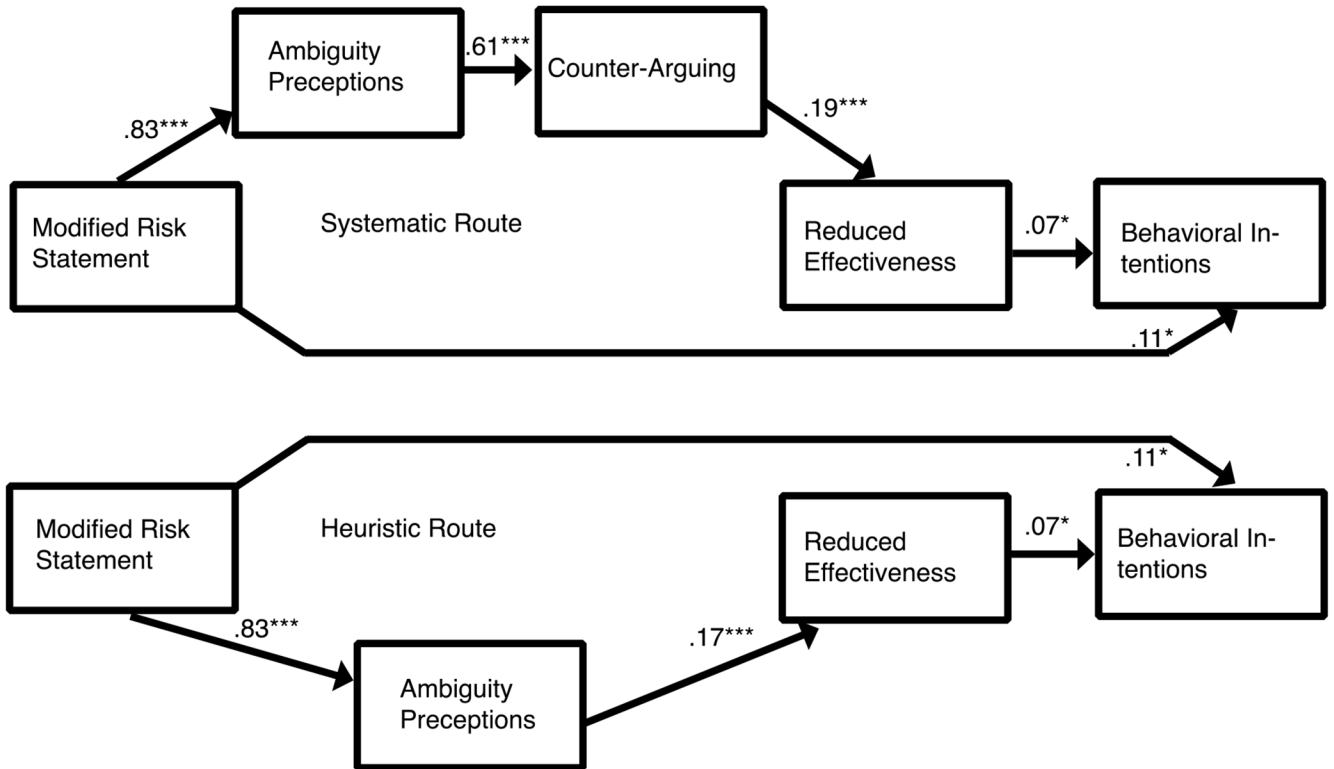 Ambiguity
Preceptions
.61***
Counter-Arguing
.83***
.19***
Modified Risk
Statement
Systematic Route
Reduced
Effectiveness
.07*
Behavioral In-
tentions
.11*
.11*
Modified Risk
Statement
Heuristic Route
Reduced
Effectiveness
.07*
Behavioral In-
tentions
.83***
.17***
Ambiguity
Preceptions